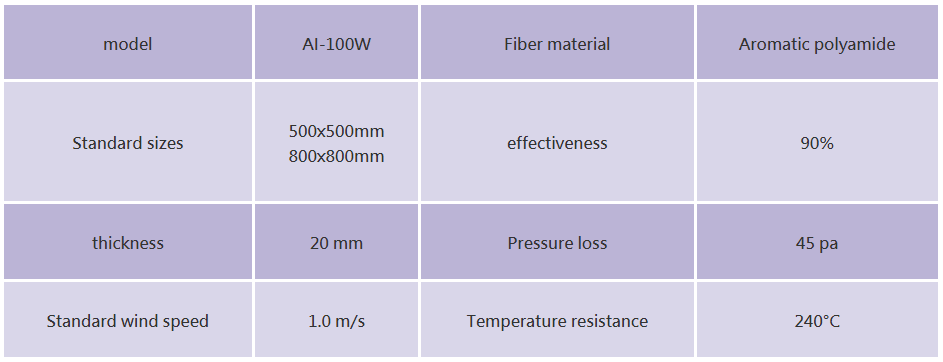 model AI-100W Fiber material Aromatic polyamide
Standard sizes 500x500mm 800x800mm effectiveness 90%
thickness 20 mm Pressure loss 45 pa
Standard wind speed 1.0 m/s Temperature resistance 240°C